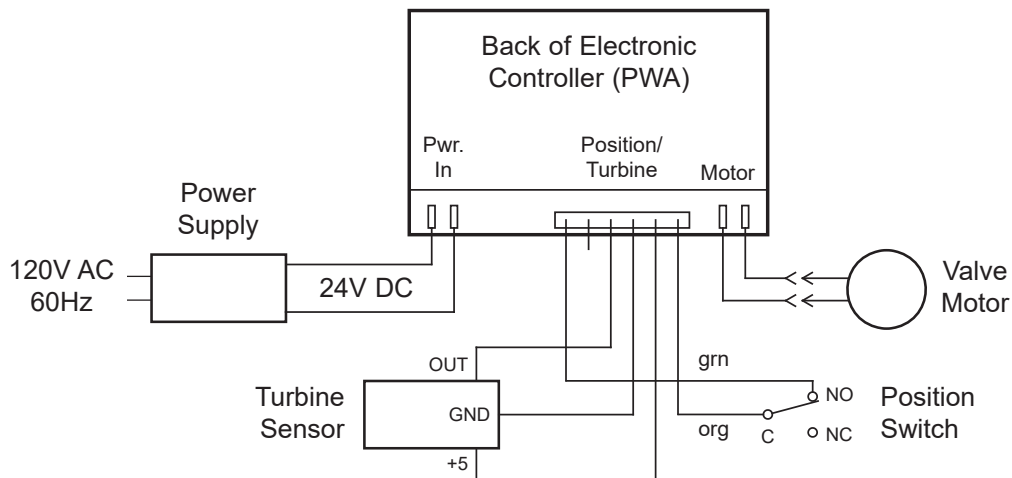 Back of Electronic
Controller (PWA)
Pwr.
In
Position/
Turbine
Motor
Power
Supply
120V AC
60Hz
24V DC
Valve
Motor
OUT
Turbine
Sensor
GND
+5
grn
org
NO
C
NC
Position
Switch